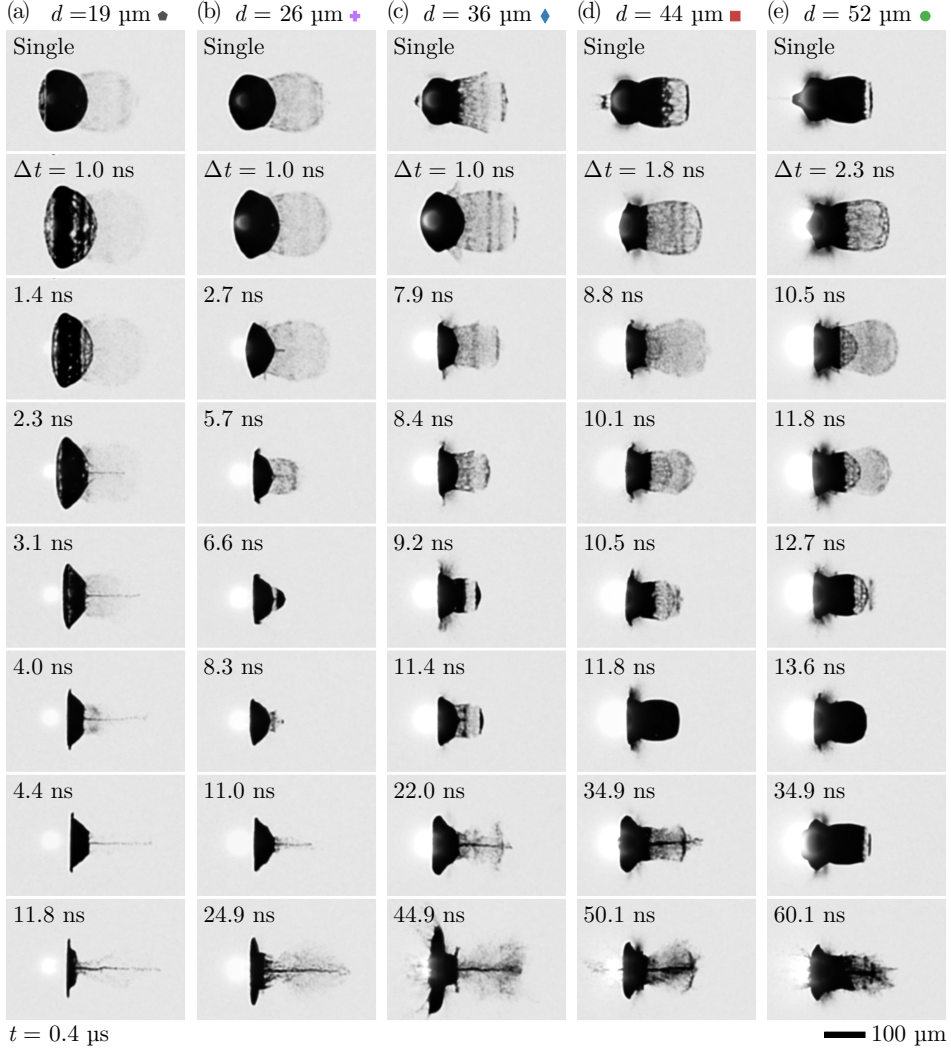 (a) d =19 µm (b) d = 26 µm (c) d = 36 µm (d) d = 44 µm (e) d = 52 µm
Single Single Single Single Single
Δt = 1.0 ns Δt = 1.0 ns Δt = 1.0 ns Δt = 1.8 ns Δt = 2.3 ns
1.4 ns 2.7 ns 7.9 ns 8.8 ns 10.5 ns
2.3 ns 5.7 ns 8.4 ns 10.1 ns 11.8 ns
3.1 ns 6.6 ns 9.2 ns 10.5 ns 12.7 ns
4.0 ns 8.3 ns 11.4 ns 11.8 ns 13.6 ns
4.4 ns 11.0 ns 22.0 ns 34.9 ns 34.9 ns
11.8 ns 24.9 ns 44.9 ns 50.1 ns 60.1 ns
t = 0.4 µs 100 µm